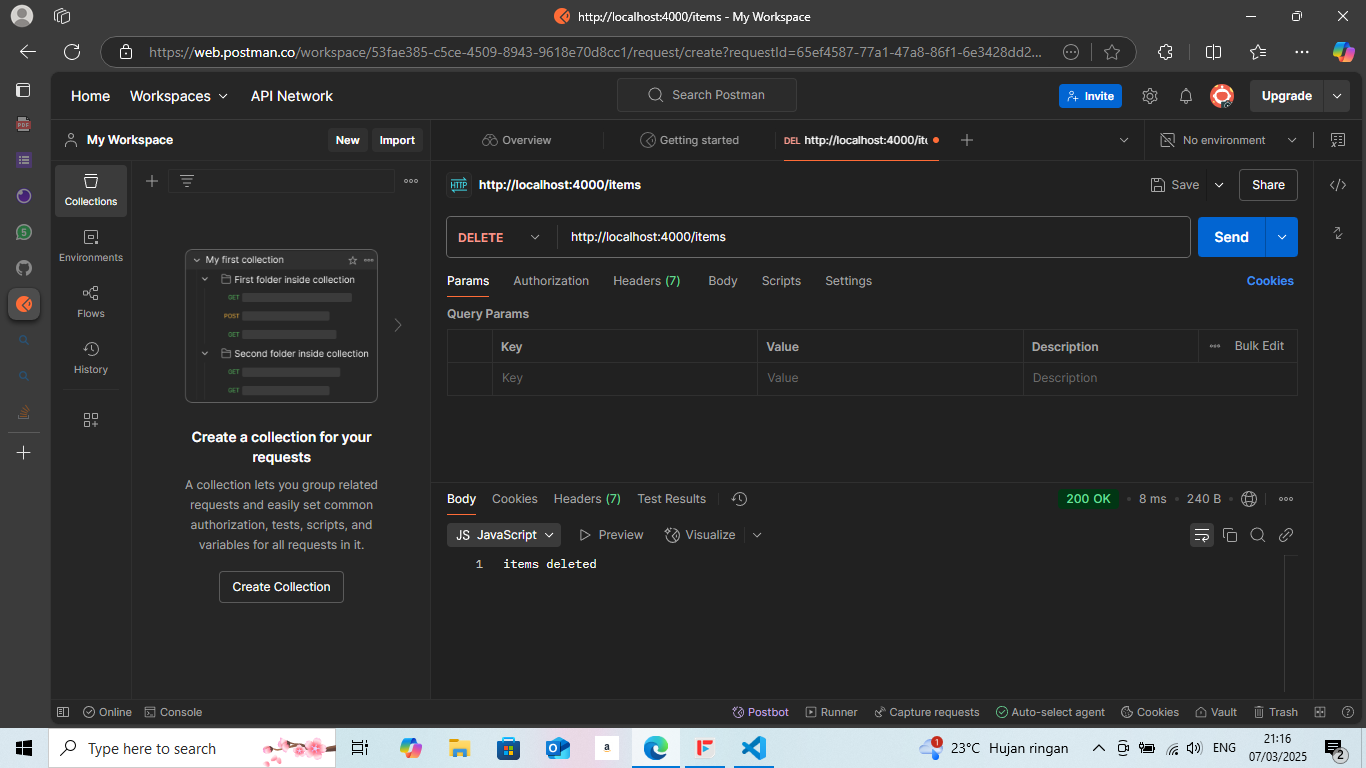 http://localhost:4000/items - My Workspace
https://web.postman.co/workspace/53fae385-c5ce-4509-8943-9618e70d8cc1/request/create?requestId=65ef4587-77a1-47a8-86f1-6e3428dd2...
Home Workspaces API Network Search Postman Invite Upgrade
My Workspace New Import Overview Getting started DEL http://localhost:4000/ite No environment
HTTP http://localhost:4000/items Save Share
Collections
Environments
Flows
History
My first collection
First folder inside collection
GET
POST
GET
Second folder inside collection
GET
GET
Create a collection for your
requests
A collection lets you group related
requests and easily set common
authorization, tests, scripts, and
variables for all requests in it.
Create Collection
DELETE http://localhost:4000/items Send
Params Authorization Headers (7) Body Scripts Settings Cookies
Query Params
Key Value Description Bulk Edit
Key Value Description
Body Cookies Headers (7) Test Results 200 OK 8 ms 240 B
JS JavaScript Preview Visualize
1 items deleted
Online Console Postbot Runner Capture requests Auto-select agent Cookies Vault Trash
Type here to search a 1 23°C Hujan ringan ENG 21:16
07/03/2025 2